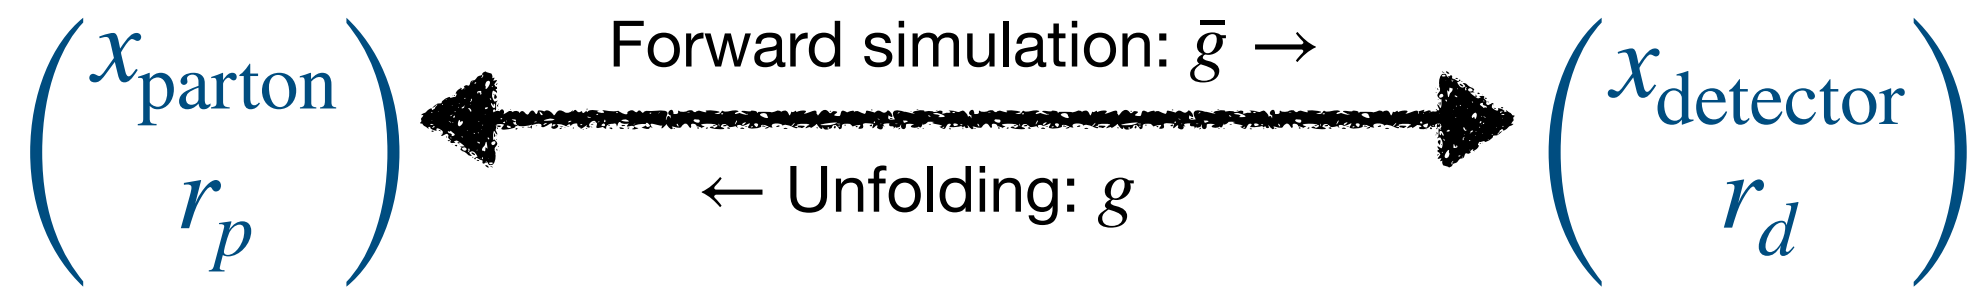 x_parton
r_p
Forward simulation: ḡ →
← Unfolding: g
x_detector
r_d